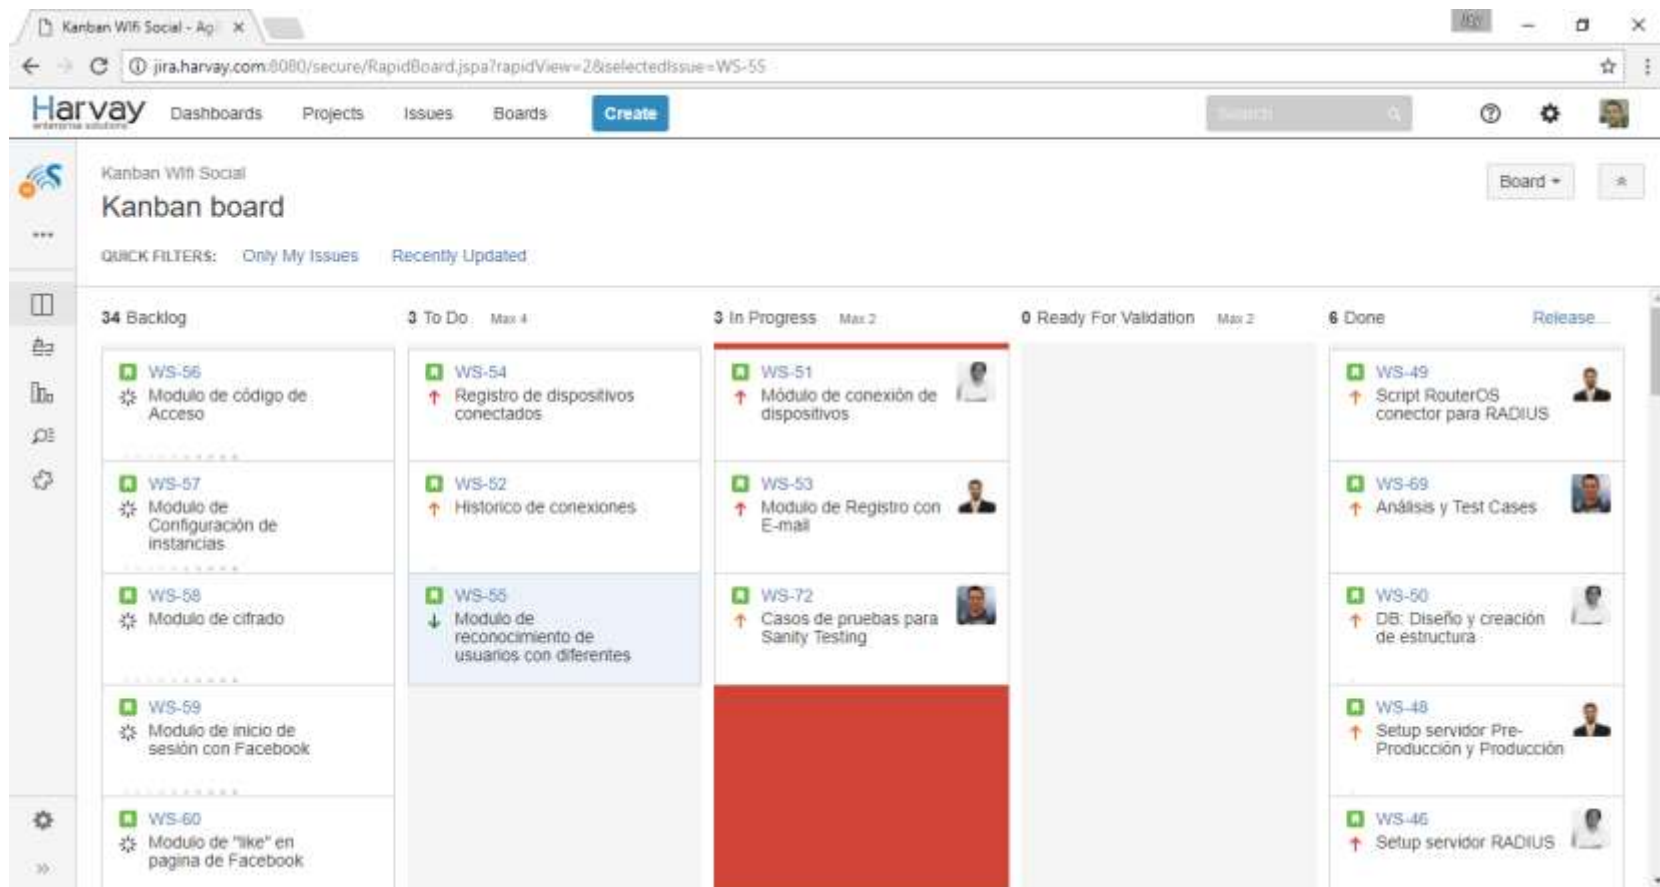 Kanban Wifi Social - Agi
jira.harvay.com:8080/secure/RapidBoard.jspa?rapidView=2&selectedIssue=WS-55
Harvay
enterprise solutions
Dashboards
Projects
Issues
Boards
Create
Search
Kanban Wifi Social
Board
Kanban board
QUICK FILTERS:
Only My Issues
Recently Updated
34 Backlog
3 To Do Max 4
3 In Progress Max 2
0 Ready For Validation Max 2
6 Done
Release...
WS-56
Modulo de código de
Acceso
WS-57
Modulo de
Configuración de
instancias
WS-58
Modulo de cifrado
WS-59
Modulo de inicio de
sesión con Facebook
WS-60
Modulo de "like" en
pagina de Facebook
WS-54
Registro de dispositivos
conectados
WS-52
Historico de conexiones
WS-55
Modulo de
reconocimiento de
usuarios con diferentes
WS-51
Módulo de conexión de
dispositivos
WS-53
Modulo de Registro con
E-mail
WS-72
Casos de pruebas para
Sanity Testing
WS-49
Script RouterOS
conector para RADIUS
WS-69
Análisis y Test Cases
WS-50
DB: Diseño y creación
de estructura
WS-48
Setup servidor Pre-
Producción y Producción
WS-46
Setup servidor RADIUS